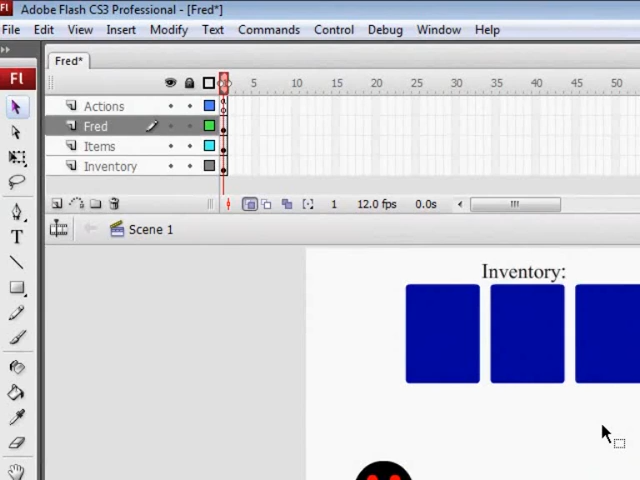 Fl Adobe Flash CS3 Professional - [Fred*]
File Edit View Insert Modify Text Commands Control Debug Window Help
Fred*
Fl
5 10 15 20 25 30 35 40 45 50
Actions
Fred
Items
Inventory
1 12.0 fps 0.0s
Scene 1
T
Inventory: